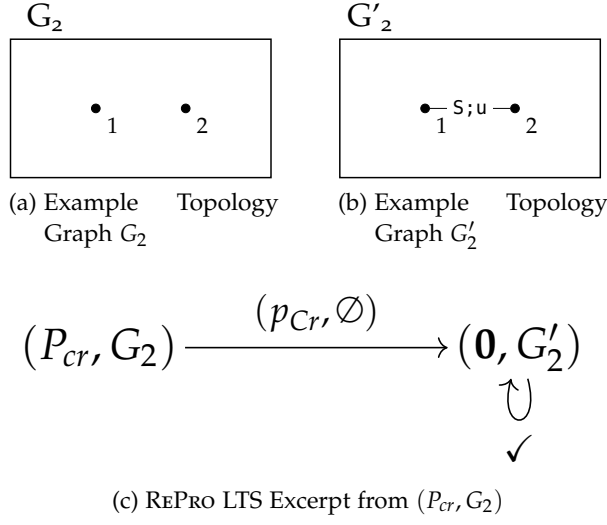 G₂
G'₂
1 2
1 S;u 2
(a) Example Topology
Graph G₂
(b) Example Topology
Graph G′₂
(p_Cr, ∅)
(P_cr, G₂) (𝟎, G′₂)
✓
(c) RePro LTS Excerpt from (P_cr, G₂)